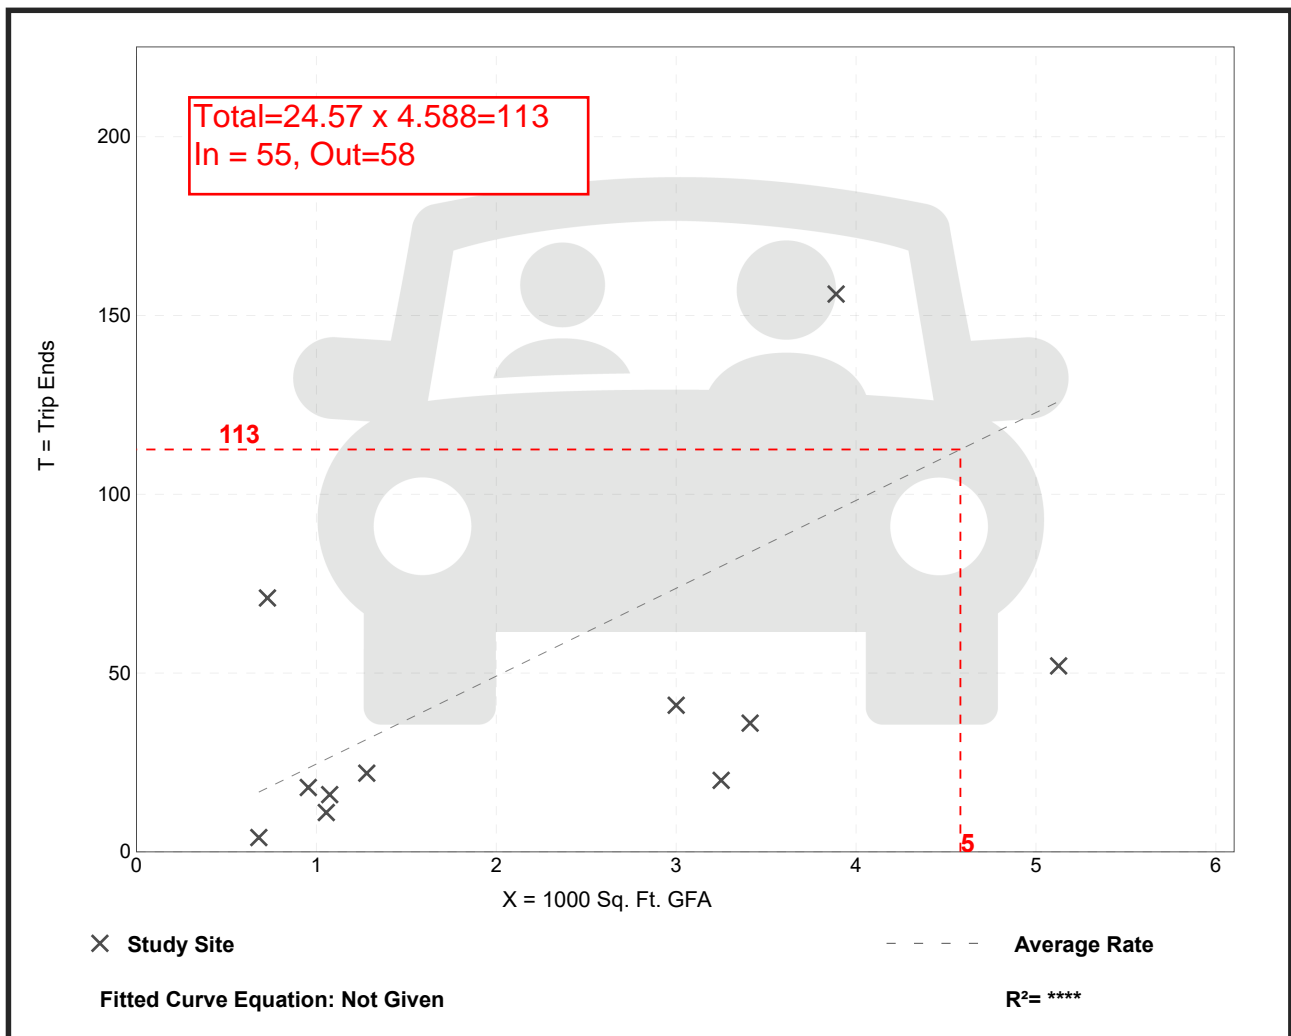 Total=24.57 x 4.588=113
In = 55, Out=58
200
150
113
100
50
0
T = Trip Ends
5
0 1 2 3 4 5 6
X = 1000 Sq. Ft. GFA
Study Site
Average Rate
Fitted Curve Equation: Not Given
R²= ****